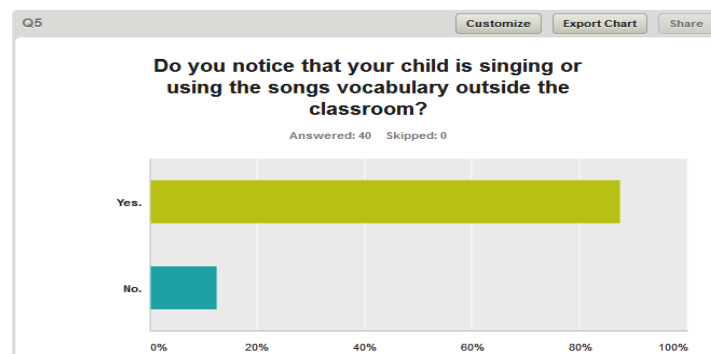 Q5 Customize Export Chart Share
Do you notice that your child is singing or
using the songs vocabulary outside the
classroom?
Answered: 40 Skipped: 0
Yes.
No.
0% 20% 40% 60% 80% 100%